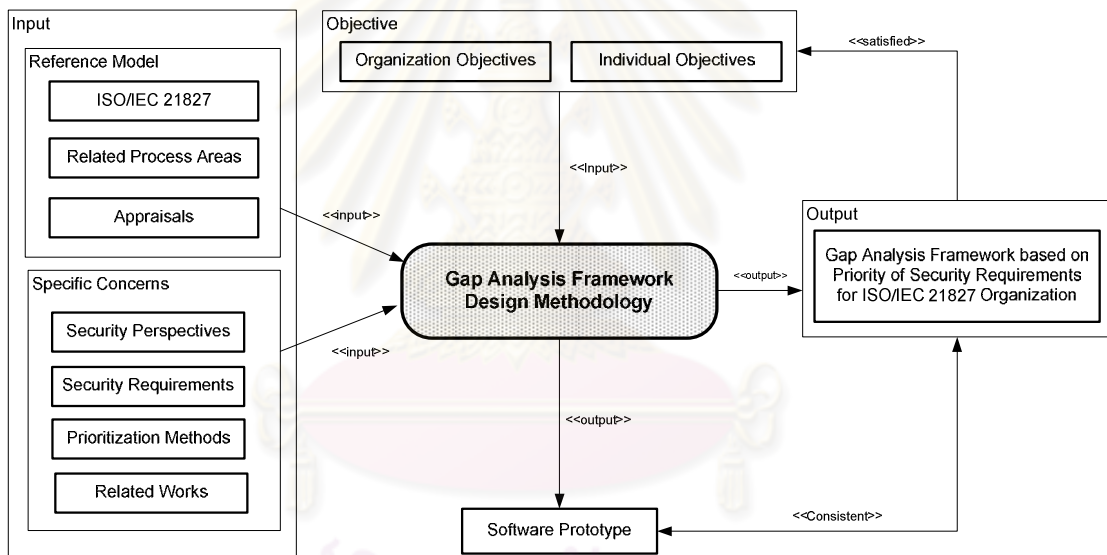 Input
Reference Model
ISO/IEC 21827
Related Process Areas
Appraisals
Specific Concerns
Security Perspectives
Security Requirements
Prioritization Methods
Related Works
Objective
Organization Objectives
Individual Objectives
<<satisfied>>
<<Input>>
<<input>>
<<input>>
Gap Analysis Framework
Design Methodology
<<output>>
Output
Gap Analysis Framework based on
Priority of Security Requirements
for ISO/IEC 21827 Organization
<<output>>
Software Prototype
<<Consistent>>